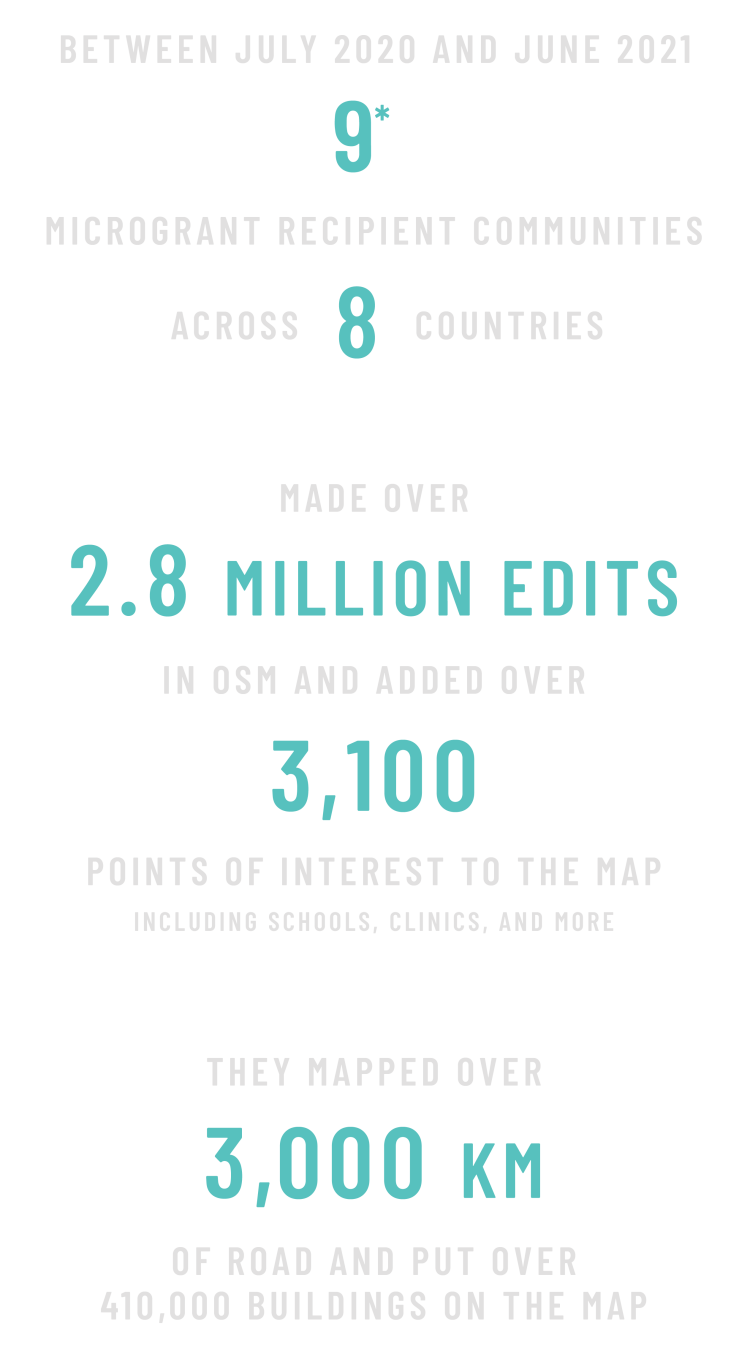 BETWEEN JULY 2020 AND JUNE 2021
9*
MICROGRANT RECIPIENT COMMUNITIES
ACROSS 8 COUNTRIES
MADE OVER
2.8 MILLION EDITS
IN OSM AND ADDED OVER
3,100
POINTS OF INTEREST TO THE MAP
INCLUDING SCHOOLS, CLINICS, AND MORE
THEY MAPPED OVER
3,000 KM
OF ROAD AND PUT OVER
410,000 BUILDINGS ON THE MAP